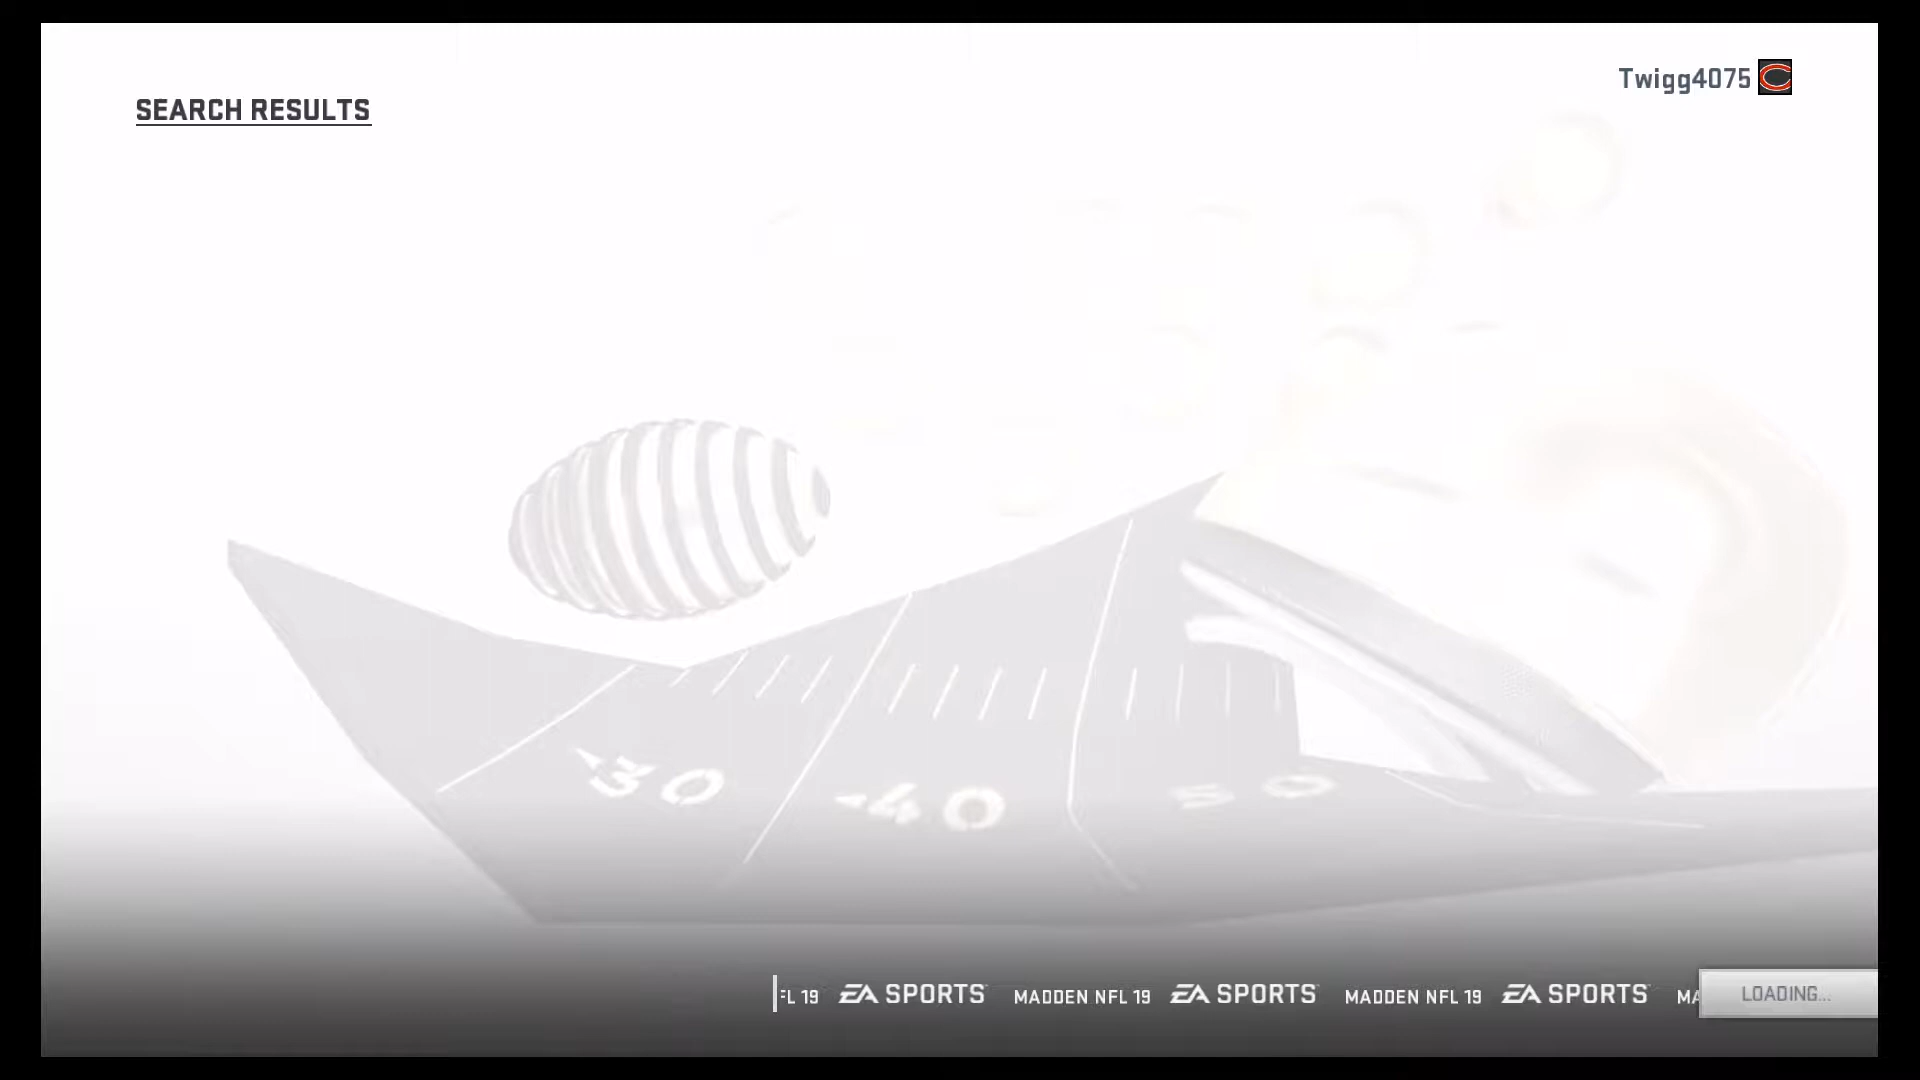 Twigg4075
SEARCH RESULTS
30 40 50
FL 19 EA SPORTS MADDEN NFL 19 EA SPORTS MADDEN NFL 19 EA SPORTS MA
LOADING...